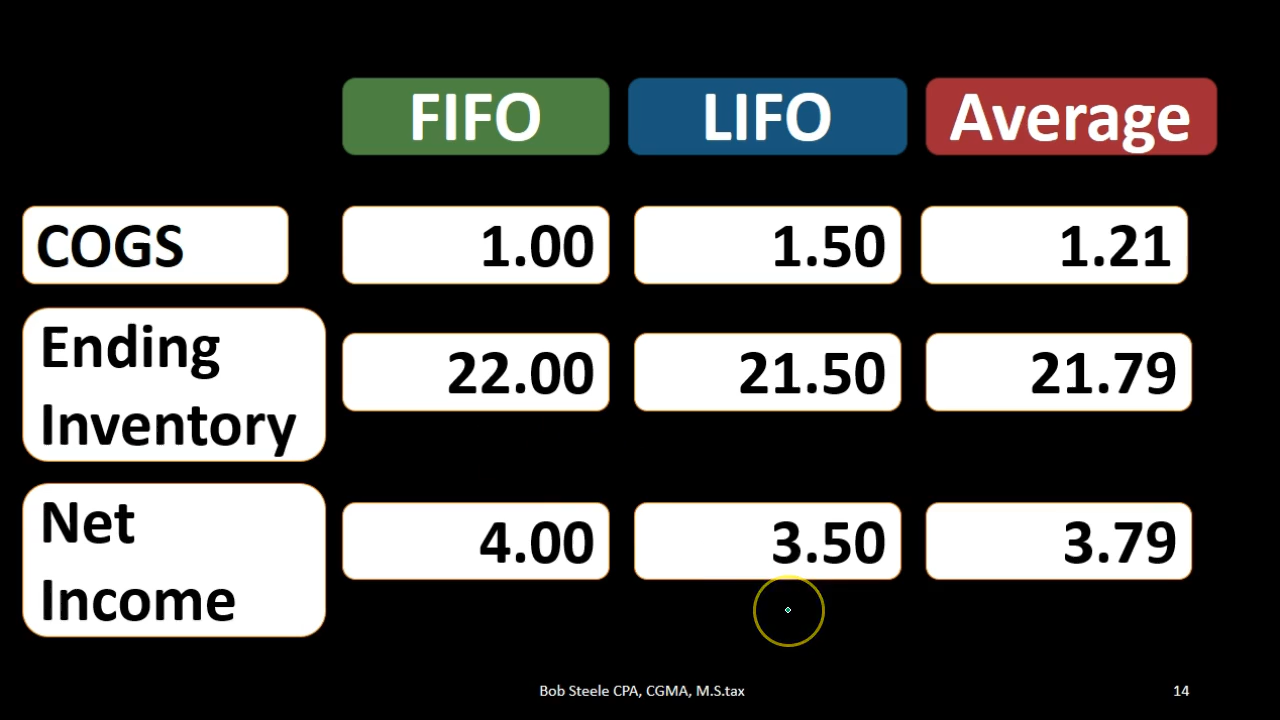 FIFO LIFO Average
COGS 1.00 1.50 1.21
Ending
Inventory 22.00 21.50 21.79
Net
Income 4.00 3.50 3.79
Bob Steele CPA, CGMA, M.S.tax 14